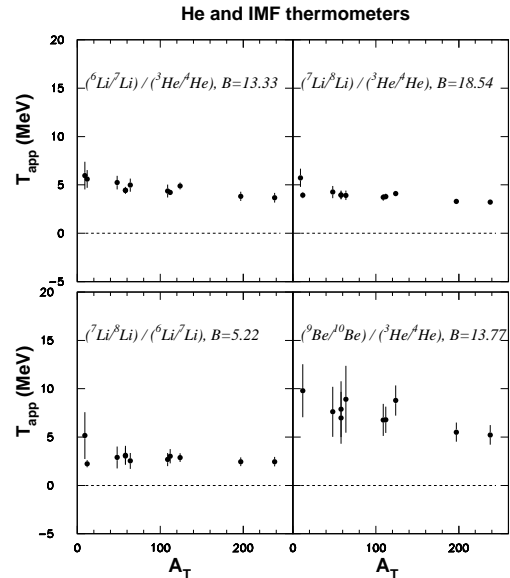 He and IMF thermometers
T_app (MeV)
20
15
10
5
0
−5
(⁶Li/⁷Li) / (³He/⁴He), B=13.33
(⁷Li/⁸Li) / (³He/⁴He), B=18.54
T_app (MeV)
20
15
10
5
0
−5
(⁷Li/⁸Li) / (⁶Li/⁷Li), B=5.22
(⁹Be/¹⁰Be) / (³He/⁴He), B=13.77
0 100 200
0 100 200
A_T
A_T